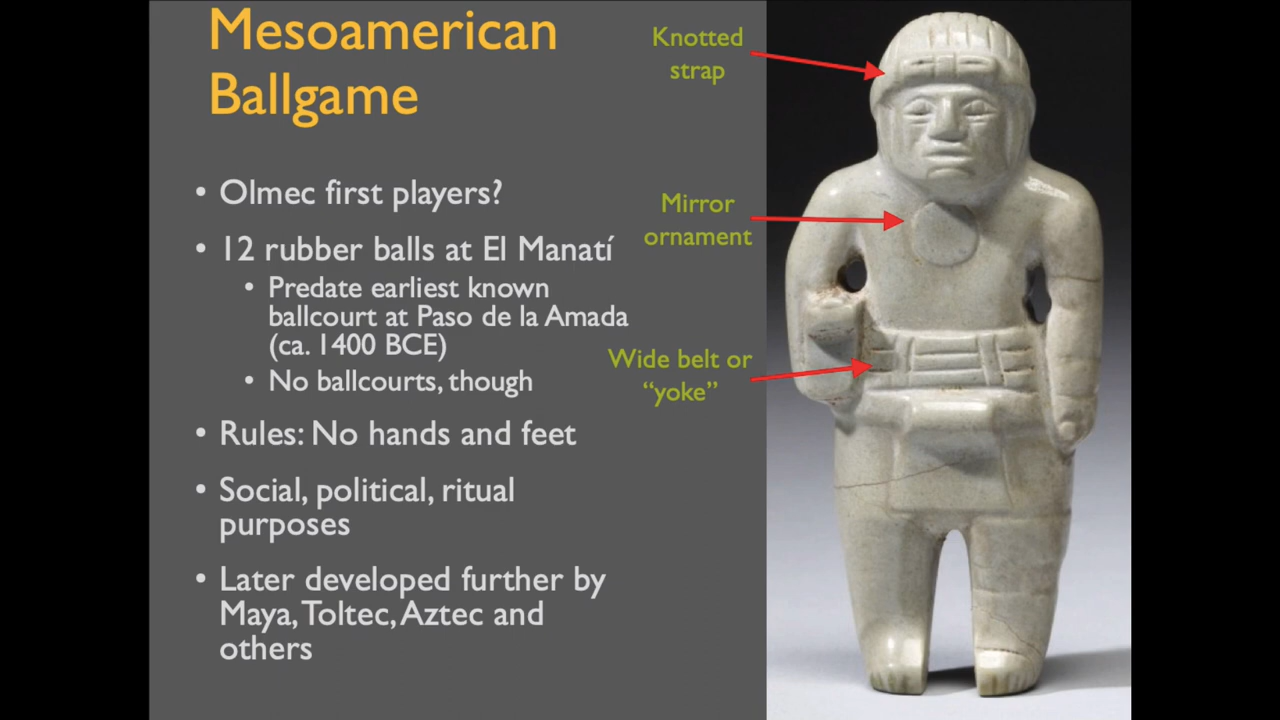 Mesoamerican
Ballgame
• Olmec first players?
• 12 rubber balls at El Manatí
• Predate earliest known
ballcourt at Paso de la Amada
(ca. 1400 BCE)
• No ballcourts, though
• Rules: No hands and feet
• Social, political, ritual
purposes
• Later developed further by
Maya, Toltec, Aztec and
others
Knotted
strap
Mirror
ornament
Wide belt or
“yoke”